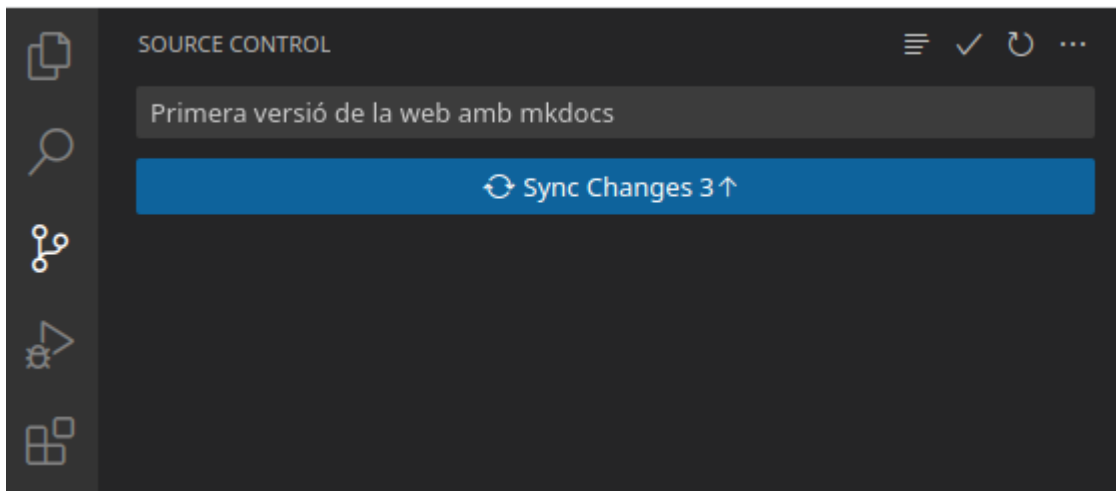 SOURCE CONTROL
Primera versió de la web amb mkdocs
Sync Changes 3↑